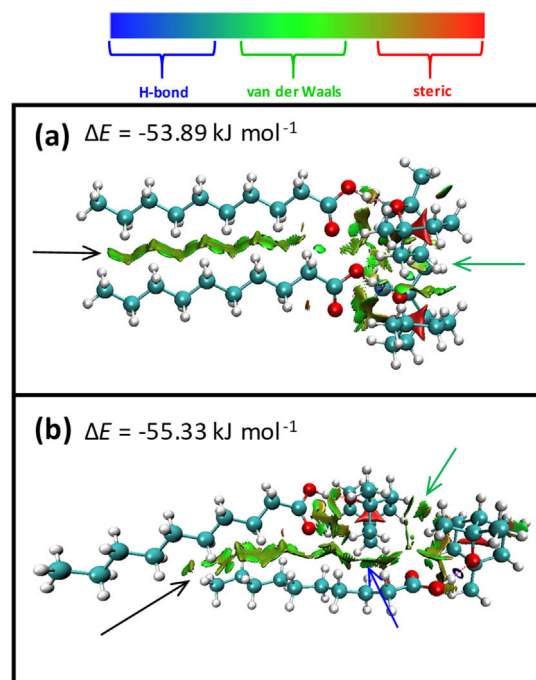 H-bond van der Waals steric
(a) ΔE = -53.89 kJ mol-1
(b) ΔE = -55.33 kJ mol-1